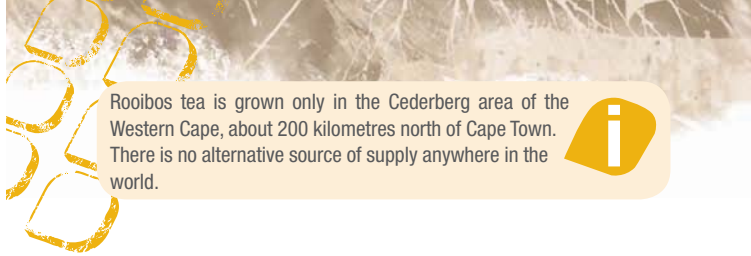 Rooibos tea is grown only in the Cederberg area of the
Western Cape, about 200 kilometres north of Cape Town.
There is no alternative source of supply anywhere in the
world.
i